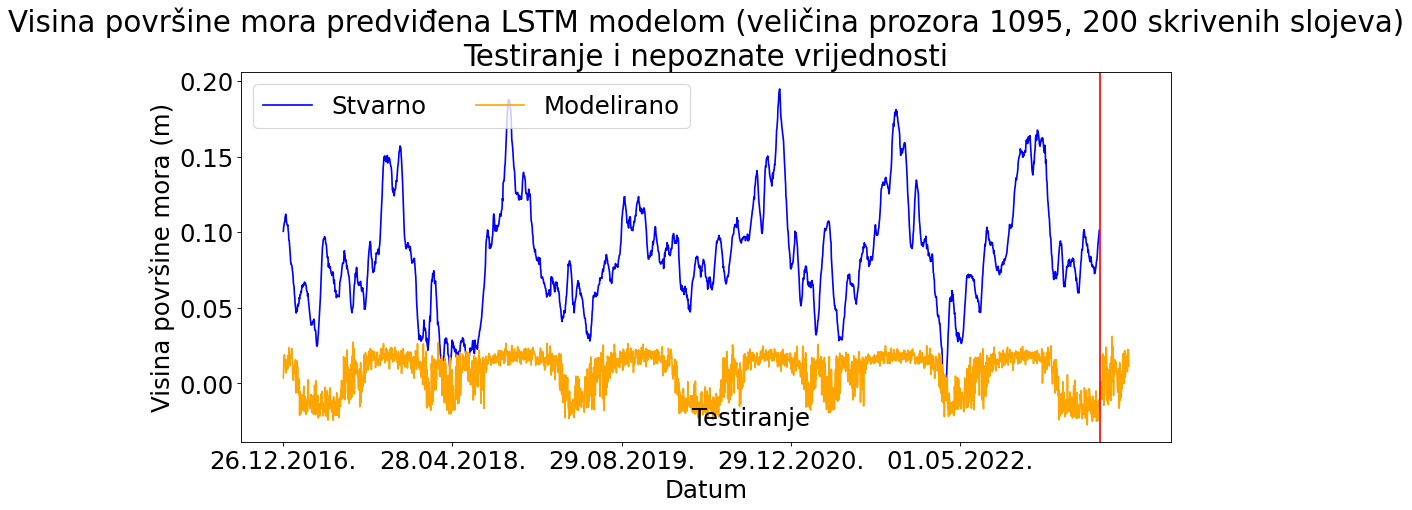 Visina površine mora predviđena LSTM modelom (veličina prozora 1095, 200 skrivenih slojeva)
Testiranje i nepoznate vrijednosti
Stvarno Modelirano
Visina površine mora (m)
0.20
0.15
0.10
0.05
0.00
Testiranje
26.12.2016. 28.04.2018. 29.08.2019. 29.12.2020. 01.05.2022.
Datum